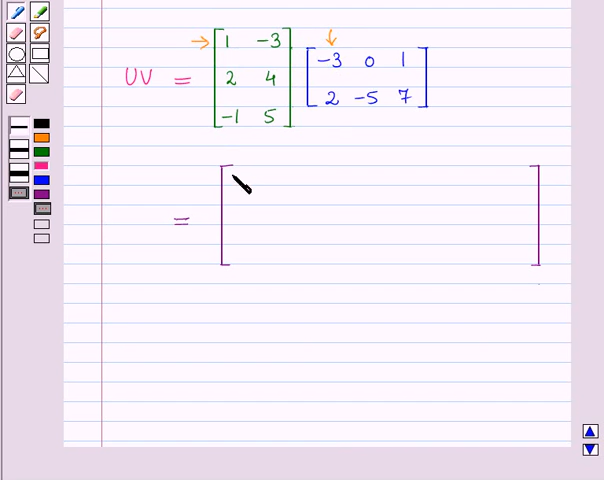 UV = [1 −3; 2 4; −1 5] [−3 0 1; 2 −5 7]
= [ ]